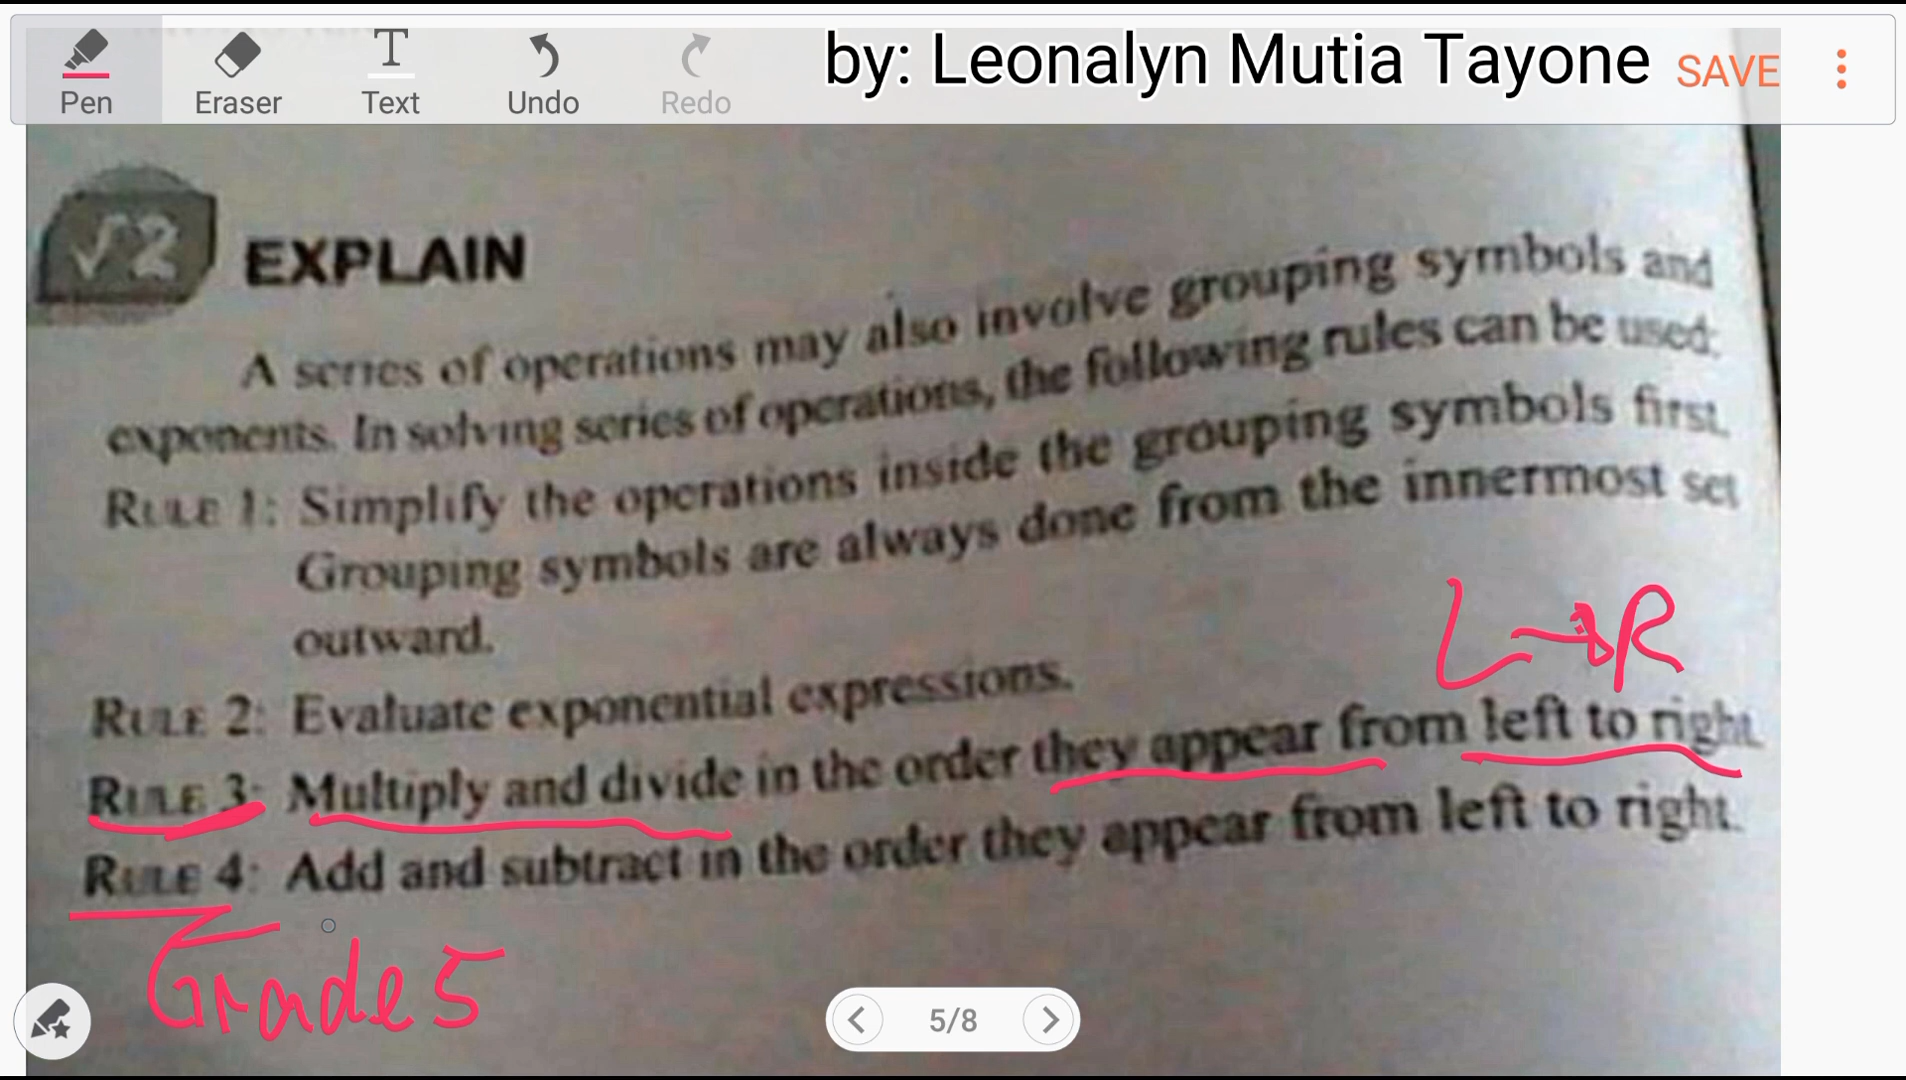 by: Leonalyn Mutia Tayone
SAVE
Pen
Eraser
Text
Undo
Redo
√2
EXPLAIN
A series of operations may also involve grouping symbols and
exponents. In solving series of operations, the following rules can be used:
RULE 1: Simplify the operations inside the grouping symbols first.
Grouping symbols are always done from the innermost set
outward.
L→R
RULE 2: Evaluate exponential expressions.
RULE 3: Multiply and divide in the order they appear from left to right.
RULE 4: Add and subtract in the order they appear from left to right.
Grade 5
5/8